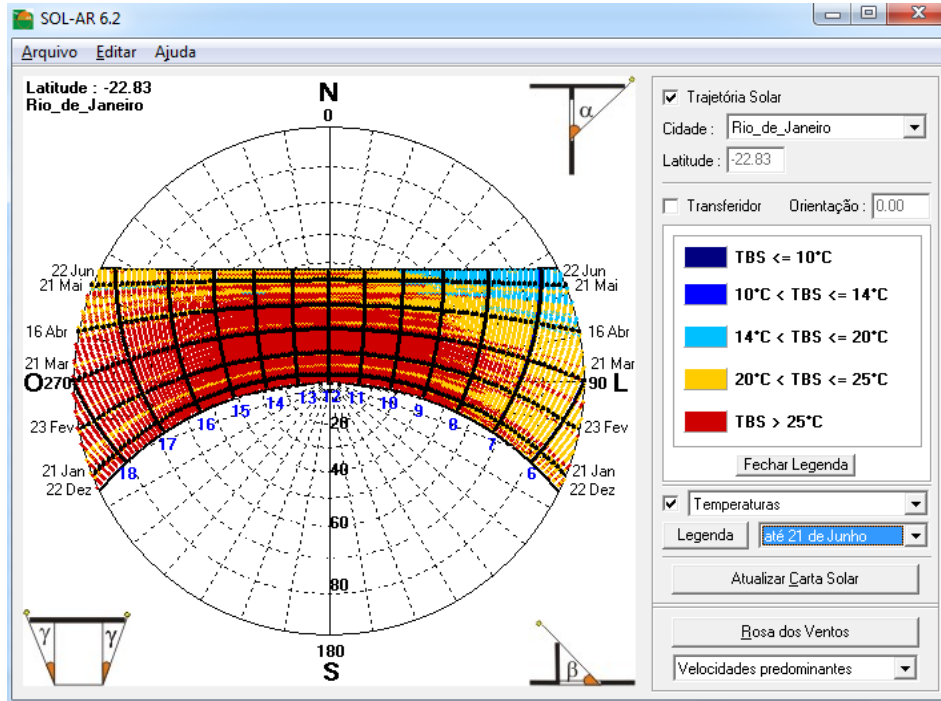 SOL-AR 6.2
Arquivo Editar Ajuda
Latitude : -22.83
Rio_de_Janeiro
N
0
α
22 Jun
21 Mai
16 Abr
21 Mar
O 270
23 Fev
21 Jan
22 Dez
22 Jun
21 Mai
16 Abr
21 Mar
90 L
23 Fev
21 Jan
22 Dez
18 17 16 15 14 13 12 11 10 9 8 7 6
20
40
60
80
180
S
γ γ
β
Trajetória Solar
Cidade : Rio_de_Janeiro
Latitude : -22.83
Transferidor Orientação : 0.00
TBS <= 10°C
10°C < TBS <= 14°C
14°C < TBS <= 20°C
20°C < TBS <= 25°C
TBS > 25°C
Fechar Legenda
Temperaturas
Legenda até 21 de Junho
Atualizar Carta Solar
Rosa dos Ventos
Velocidades predominantes